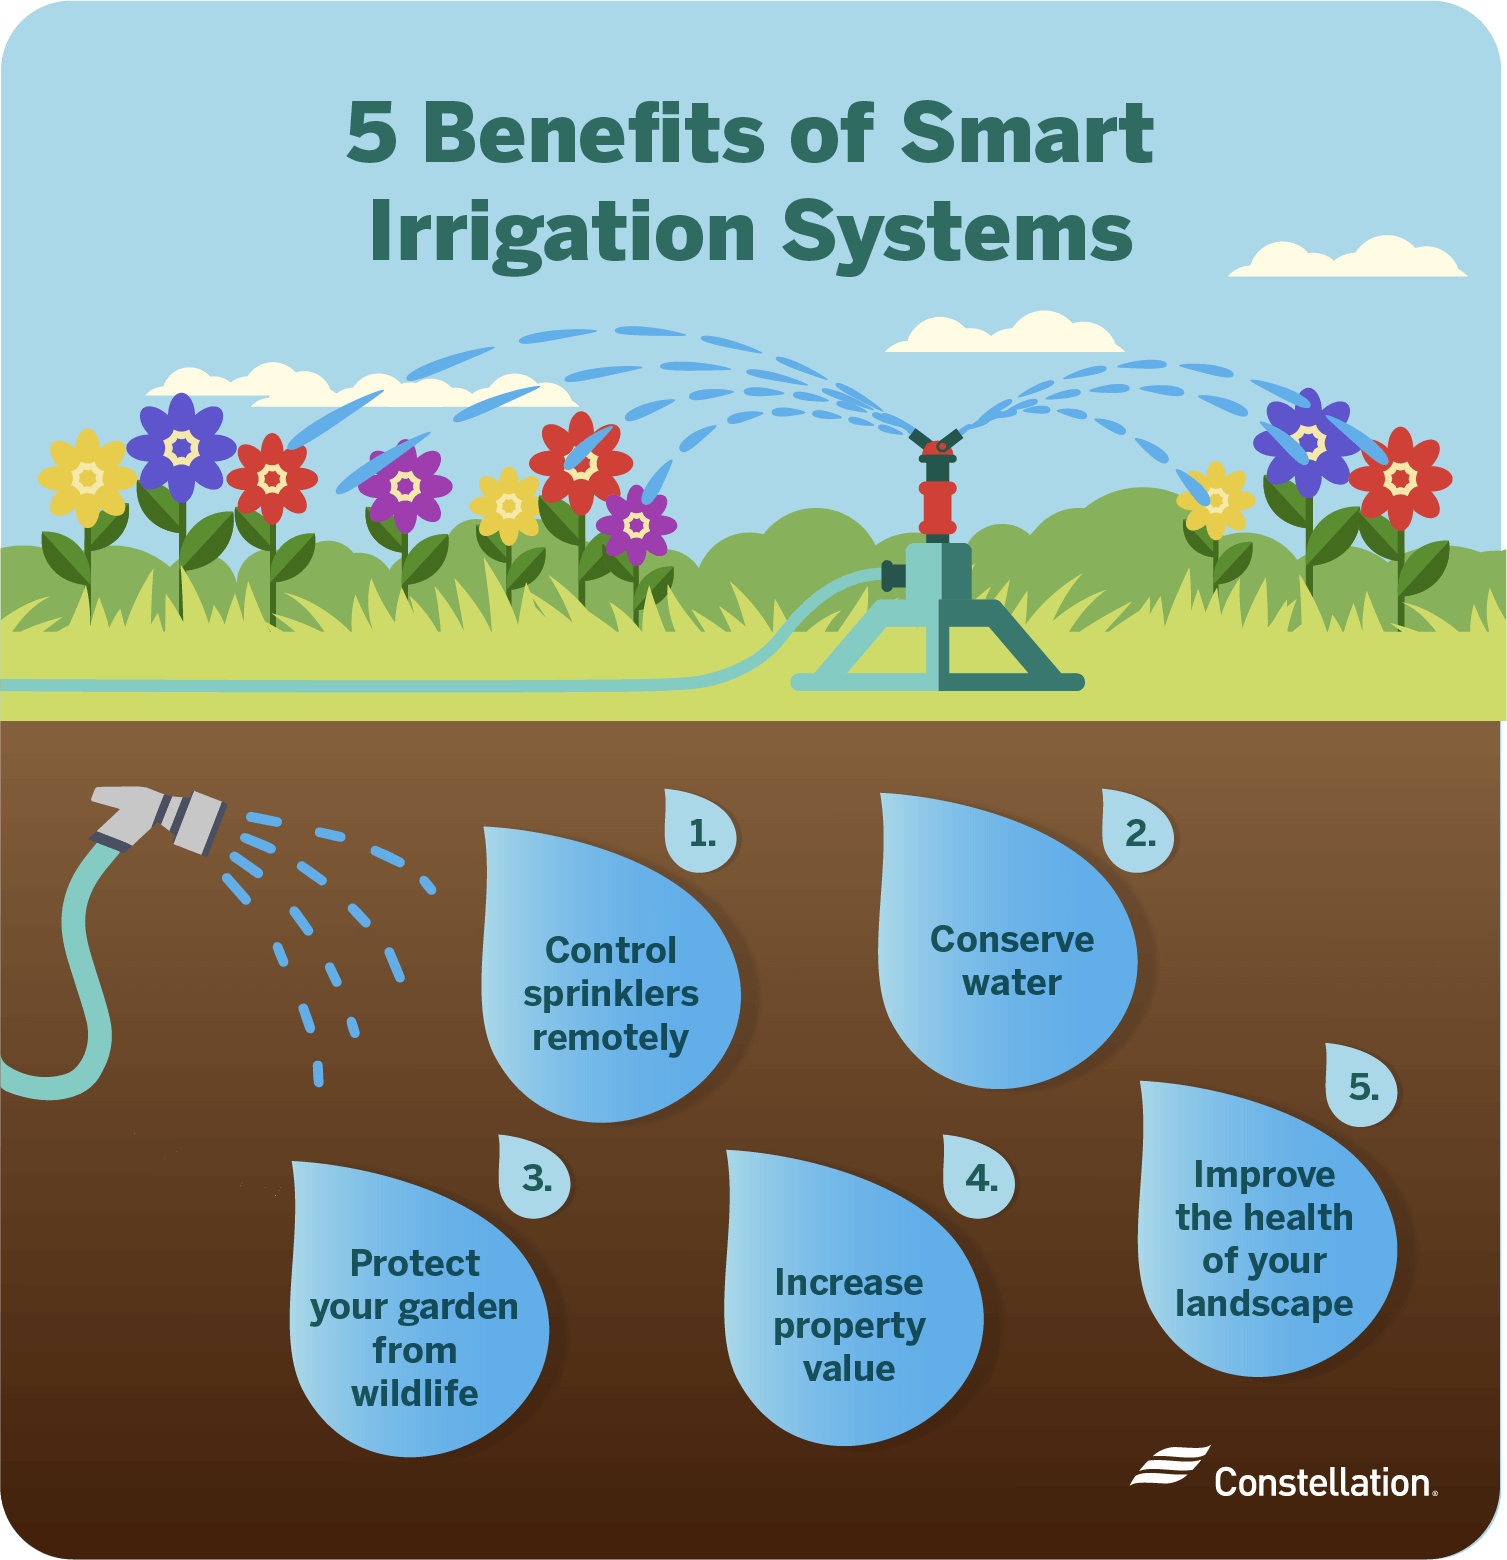 5 Benefits of Smart
Irrigation Systems
1.
Control
sprinklers
remotely
2.
Conserve
water
3.
Protect
your garden
from
wildlife
4.
Increase
property
value
5.
Improve
the health
of your
landscape
Constellation®